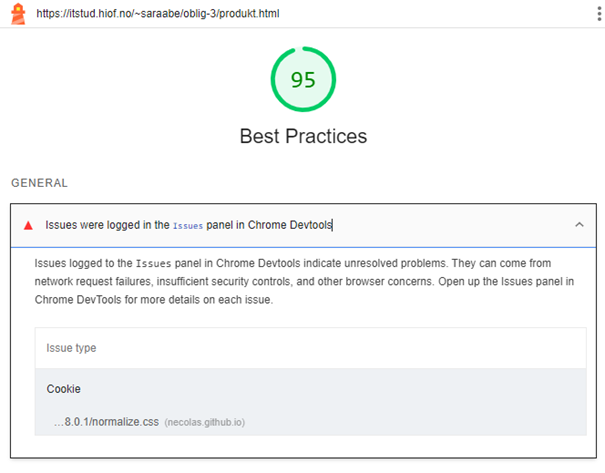 https://itstud.hiof.no/~saraabe/oblig-3/produkt.html
95
Best Practices
GENERAL
Issues were logged in the Issues panel in Chrome Devtools
Issues logged to the Issues panel in Chrome Devtools indicate unresolved problems. They can come from
network request failures, insufficient security controls, and other browser concerns. Open up the Issues panel in
Chrome DevTools for more details on each issue.
Issue type
Cookie
…8.0.1/normalize.css (necolas.github.io)